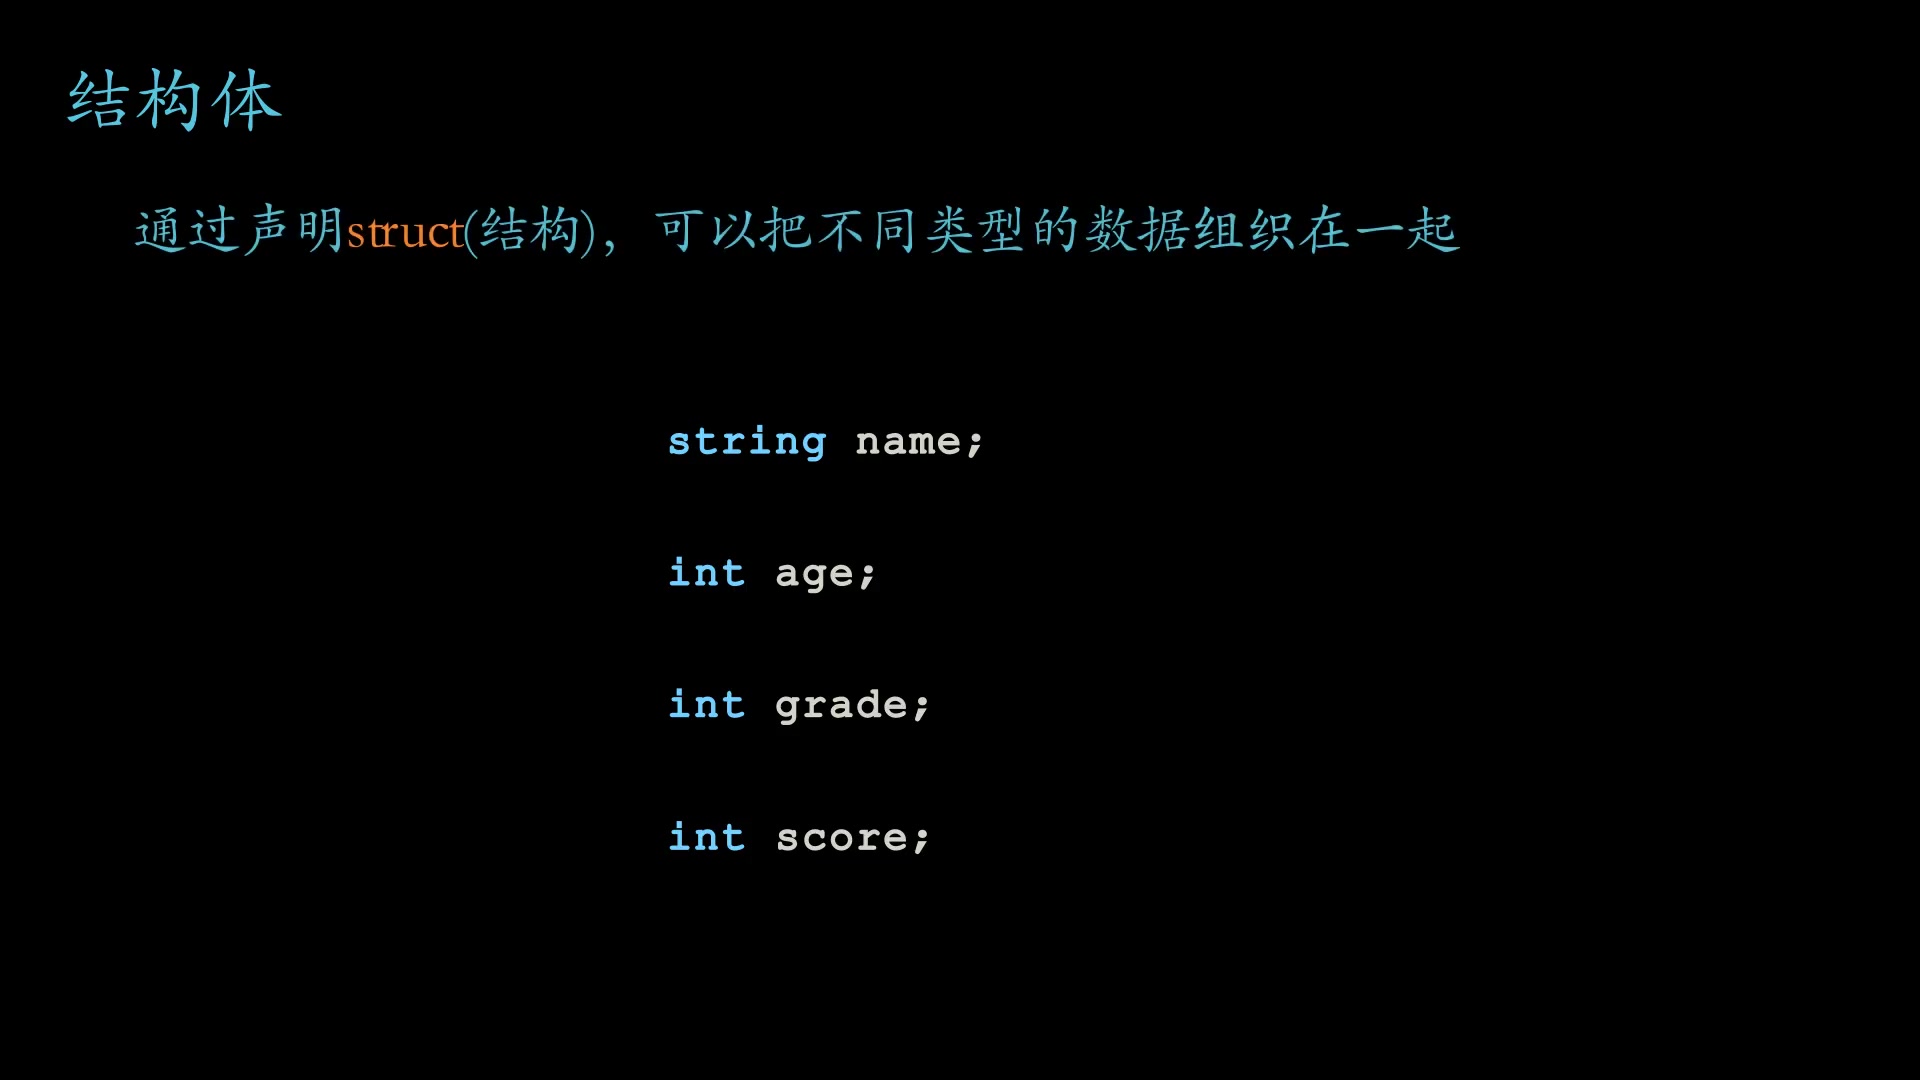 结构体
通过声明struct(结构)，可以把不同类型的数据组织在一起
string name;
int age;
int grade;
int score;